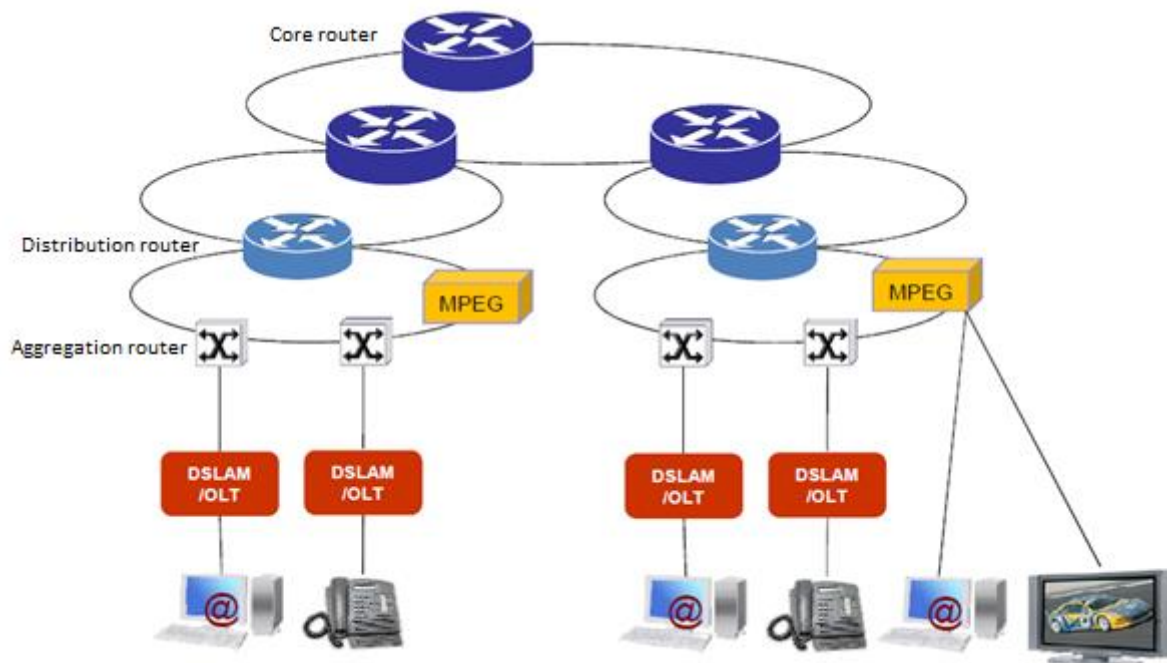 Core router
Distribution router
MPEG
MPEG
Aggregation router
DSLAM
/OLT
DSLAM
/OLT
DSLAM
/OLT
DSLAM
/OLT
@
@
@